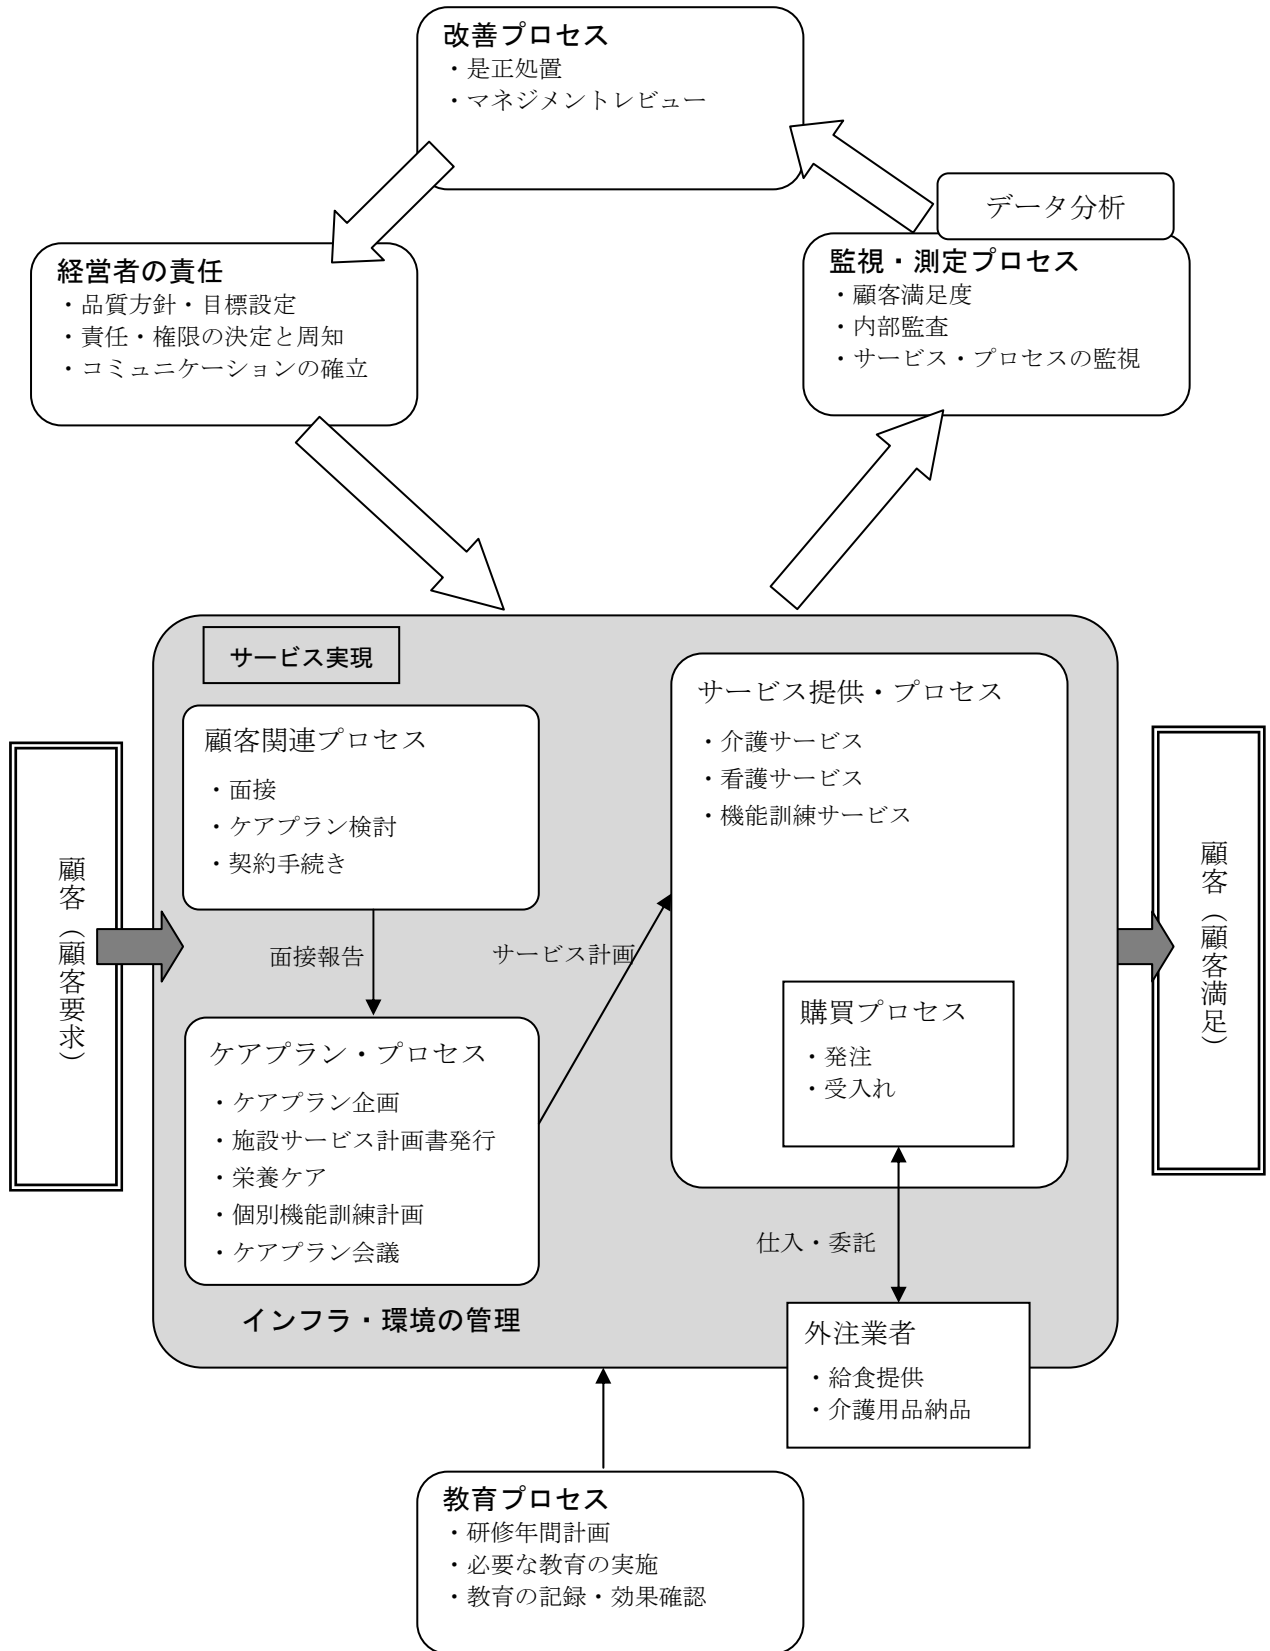 改善プロセス
・是正処置
・マネジメントレビュー
データ分析
経営者の責任
・品質方針・目標設定
・責任・権限の決定と周知
・コミュニケーションの確立
監視・測定プロセス
・顧客満足度
・内部監査
・サービス・プロセスの監視
サービス実現
顧客関連プロセス
・面接
・ケアプラン検討
・契約手続き
サービス提供・プロセス
・介護サービス
・看護サービス
・機能訓練サービス
顧客（顧客要求）
面接報告
サービス計画
顧客（顧客満足）
ケアプラン・プロセス
・ケアプラン企画
・施設サービス計画書発行
・栄養ケア
・個別機能訓練計画
・ケアプラン会議
購買プロセス
・発注
・受入れ
仕入・委託
インフラ・環境の管理
外注業者
・給食提供
・介護用品納品
教育プロセス
・研修年間計画
・必要な教育の実施
・教育の記録・効果確認